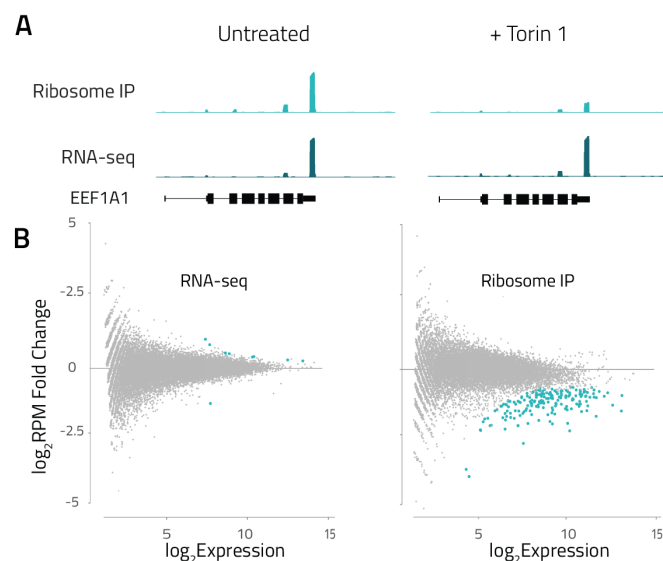 A
Untreated
+ Torin 1
Ribosome IP
RNA-seq
EEF1A1
B
5
-2.5
0
-2.5
-5
log2RPM Fold Change
RNA-seq
Ribosome IP
5
10
15
5
10
15
log2Expression
log2Expression